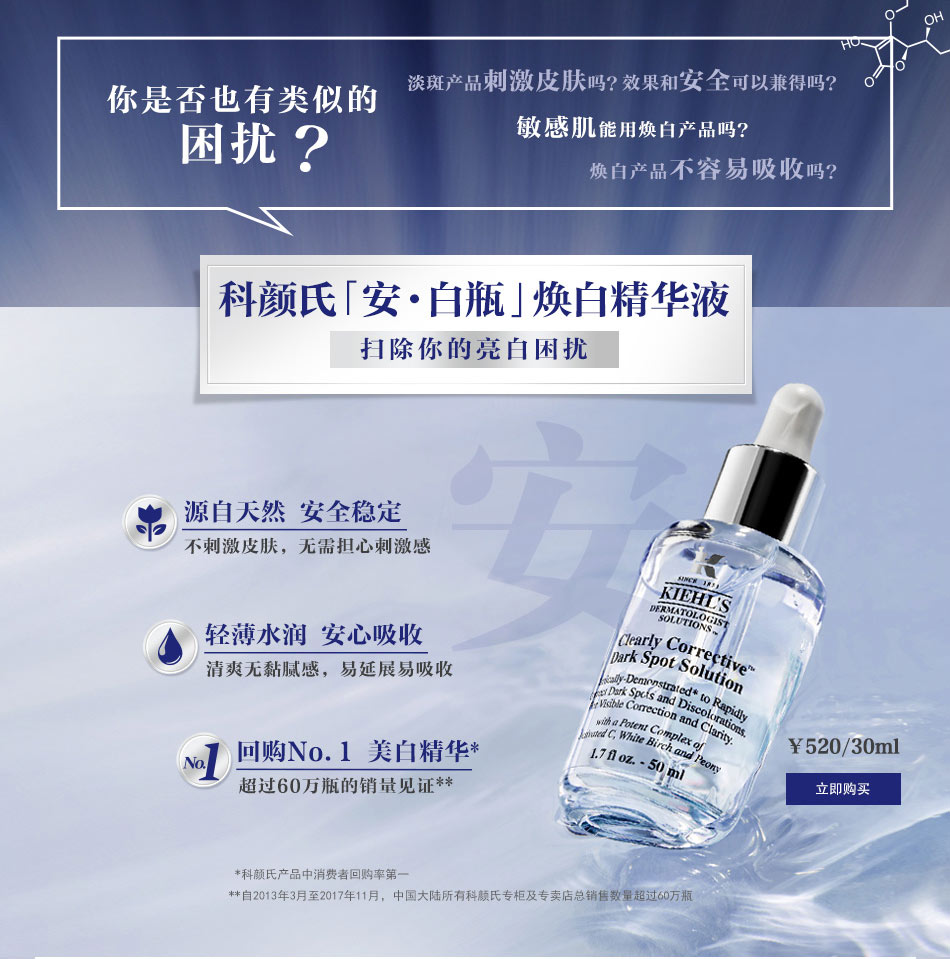 HO
O
OH
O
O
你是否也有类似的
困扰？
淡斑产品刺激皮肤吗？效果和安全可以兼得吗？
敏感肌能用焕白产品吗？
焕白产品不容易吸收吗？
科颜氏「安·白瓶」焕白精华液
扫除你的亮白困扰
安
源自天然 安全稳定
不刺激皮肤，无需担心刺激感
轻薄水润 安心吸收
清爽无黏腻感，易延展易吸收
No.1
回购No.1 美白精华*
超过60万瓶的销量见证**
K
SINCE 1851
KIEHL'S
DERMATOLOGIST
SOLUTIONS™
Clearly Corrective™
Dark Spot Solution
-Demonstrated* to Rapidly
Dark Spots and Discolorations,
Visible Correction and Clarity.
with a Potent Complex of
C, White Birch and Peony
1.7 fl oz. - 50 ml
￥520/30ml
立即购买
*科颜氏产品中消费者回购率第一
**自2013年3月至2017年11月，中国大陆所有科颜氏专柜及专卖店总销售数量超过60万瓶